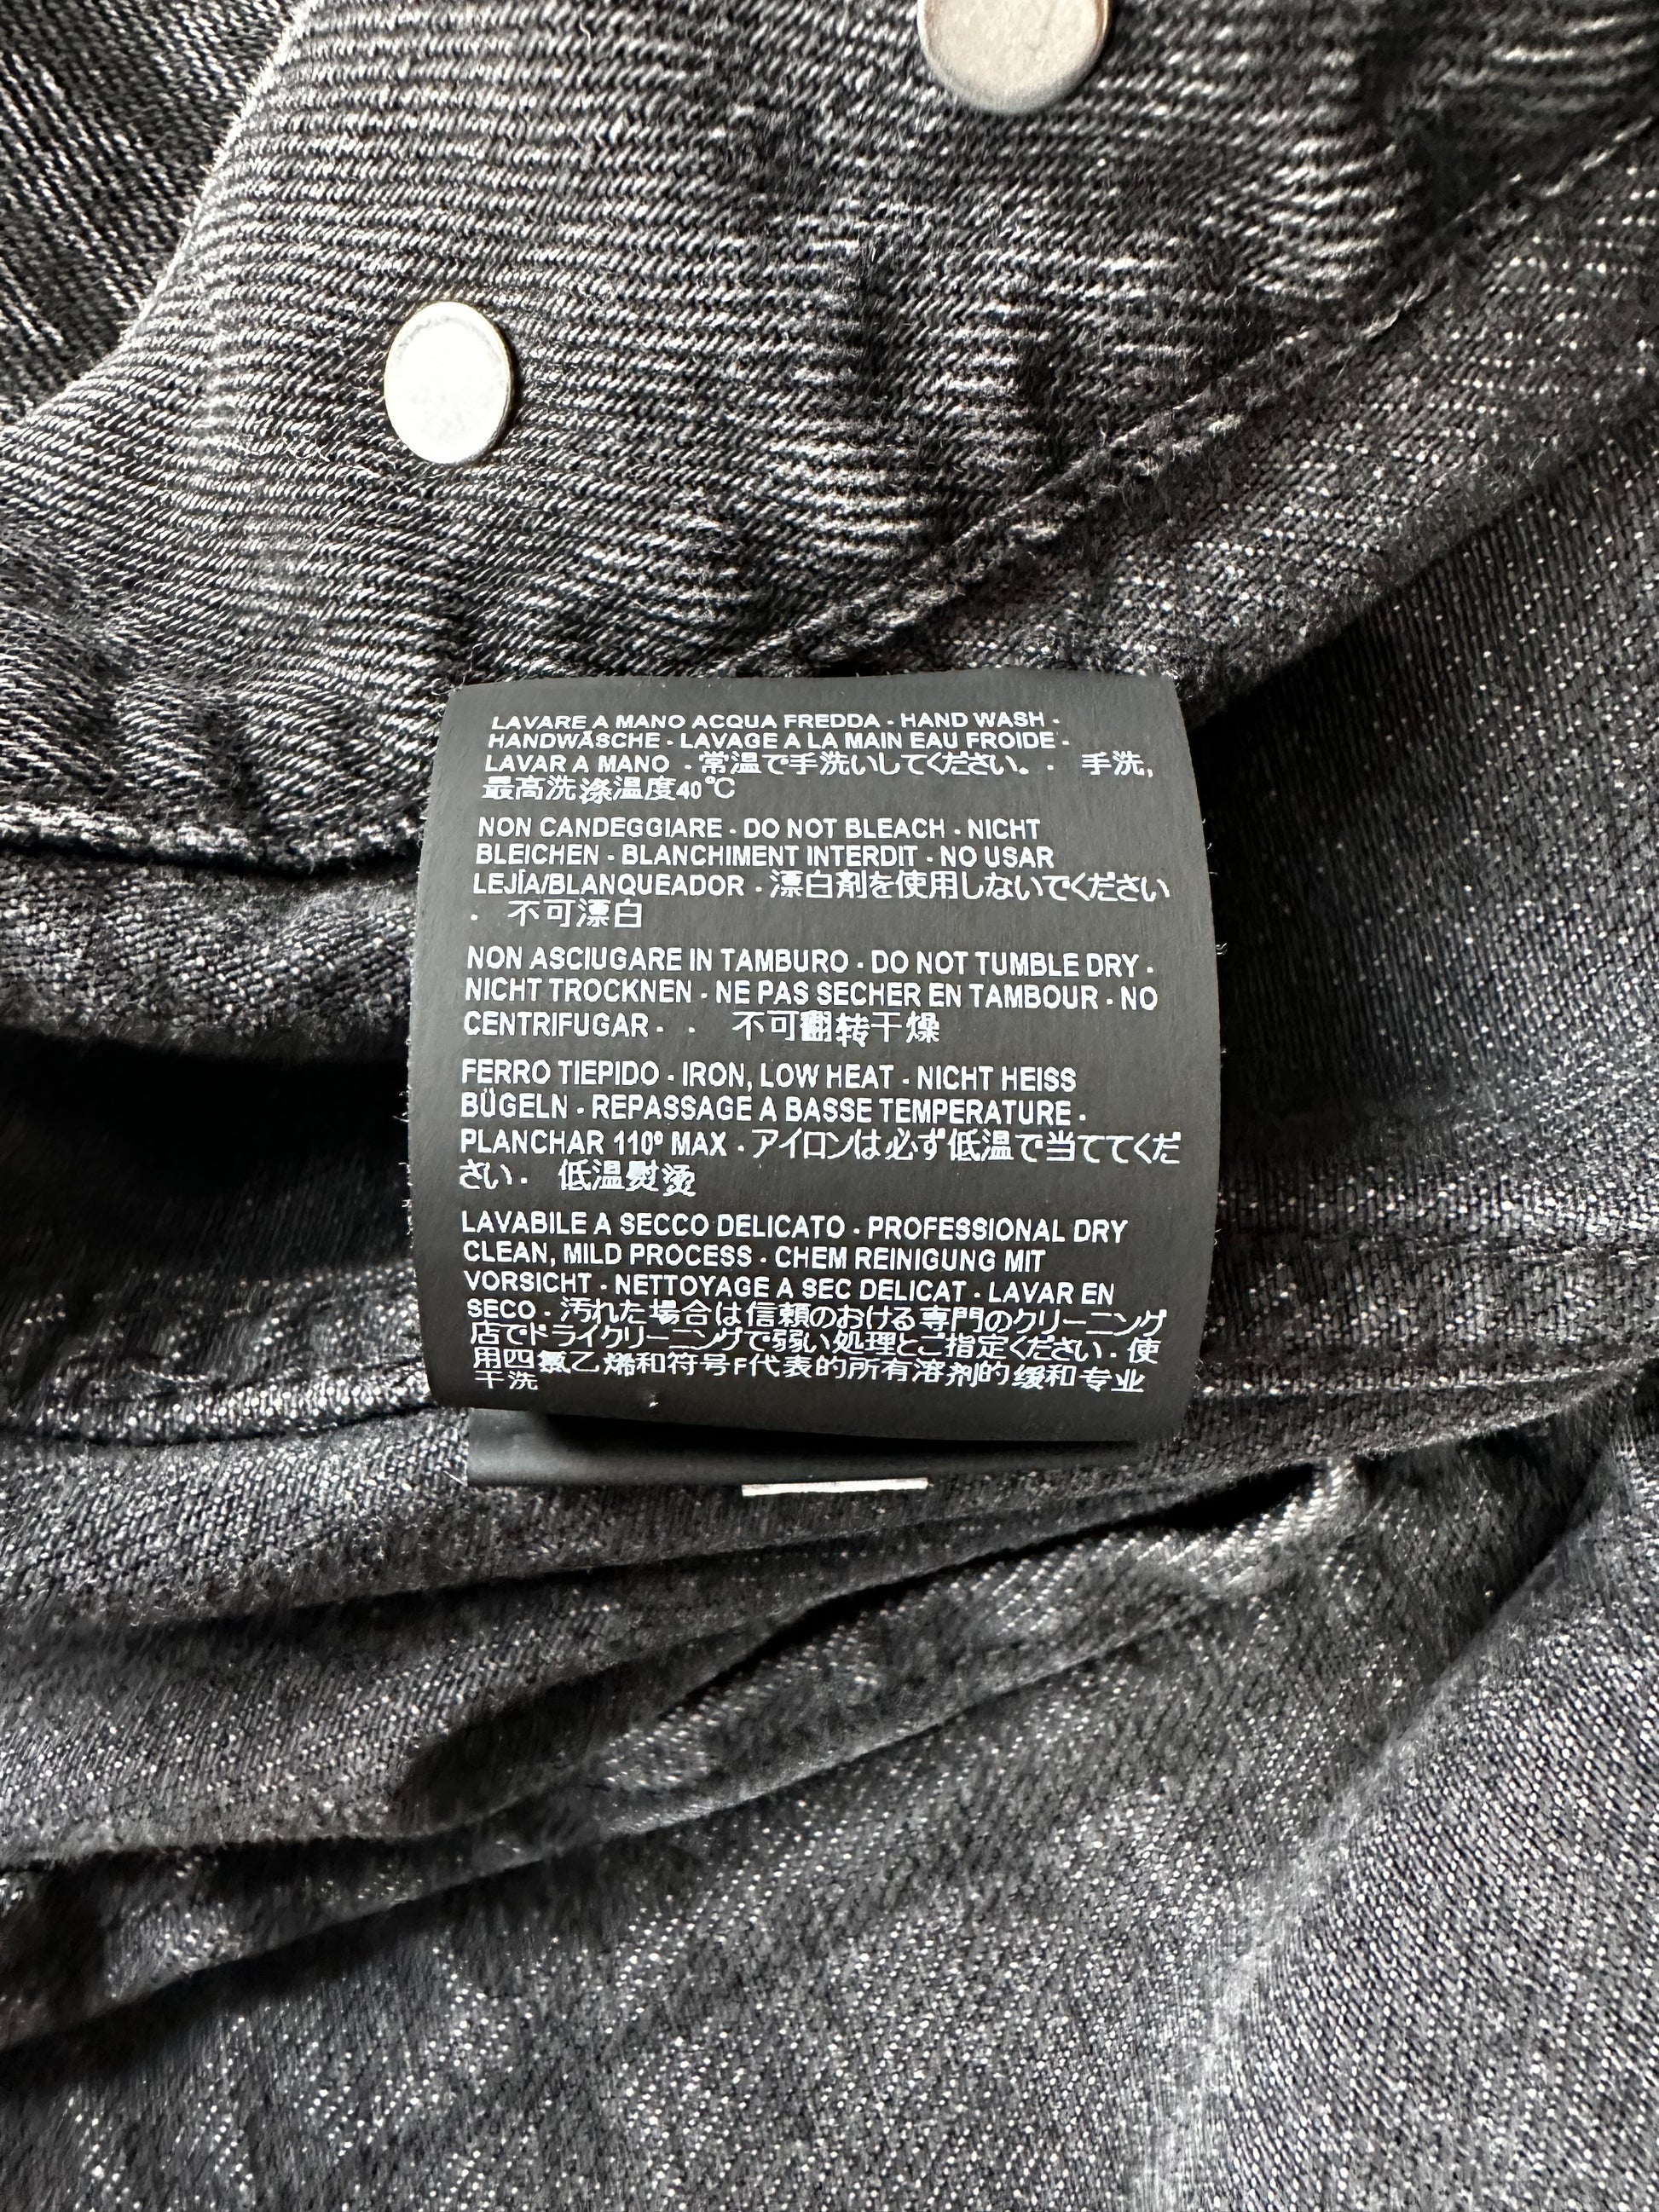 LAVARE A MANO ACQUA FREDDA - HAND WASH -
HANDWÄSCHE - LAVAGE A LA MAIN EAU FROIDE -
LAVAR A MANO - 常温で手洗いしてください。 - 手洗,
最高洗涤温度40℃
NON CANDEGGIARE - DO NOT BLEACH - NICHT
BLEICHEN - BLANCHIMENT INTERDIT - NO USAR
LEJÍA/BLANQUEADOR - 漂白剤を使用しないでください
- 不可漂白
NON ASCIUGARE IN TAMBURO - DO NOT TUMBLE DRY -
NICHT TROCKNEN - NE PAS SECHER EN TAMBOUR - NO
CENTRIFUGAR - - 不可翻转干燥
FERRO TIEPIDO - IRON, LOW HEAT - NICHT HEISS
BÜGELN - REPASSAGE A BASSE TEMPERATURE -
PLANCHAR 110º MAX - アイロンは必ず低温で当ててくだ
さい - 低温熨烫
LAVABILE A SECCO DELICATO - PROFESSIONAL DRY
CLEAN, MILD PROCESS - CHEM REINIGUNG MIT
VORSICHT - NETTOYAGE A SEC DELICAT - LAVAR EN
SECO - 汚れた場合は信頼のおける専門のクリーニング
店でドライクリーニングで弱い処理とご指定ください - 使
用四氯乙烯和符号F代表的所有溶剂的缓和专业
干洗